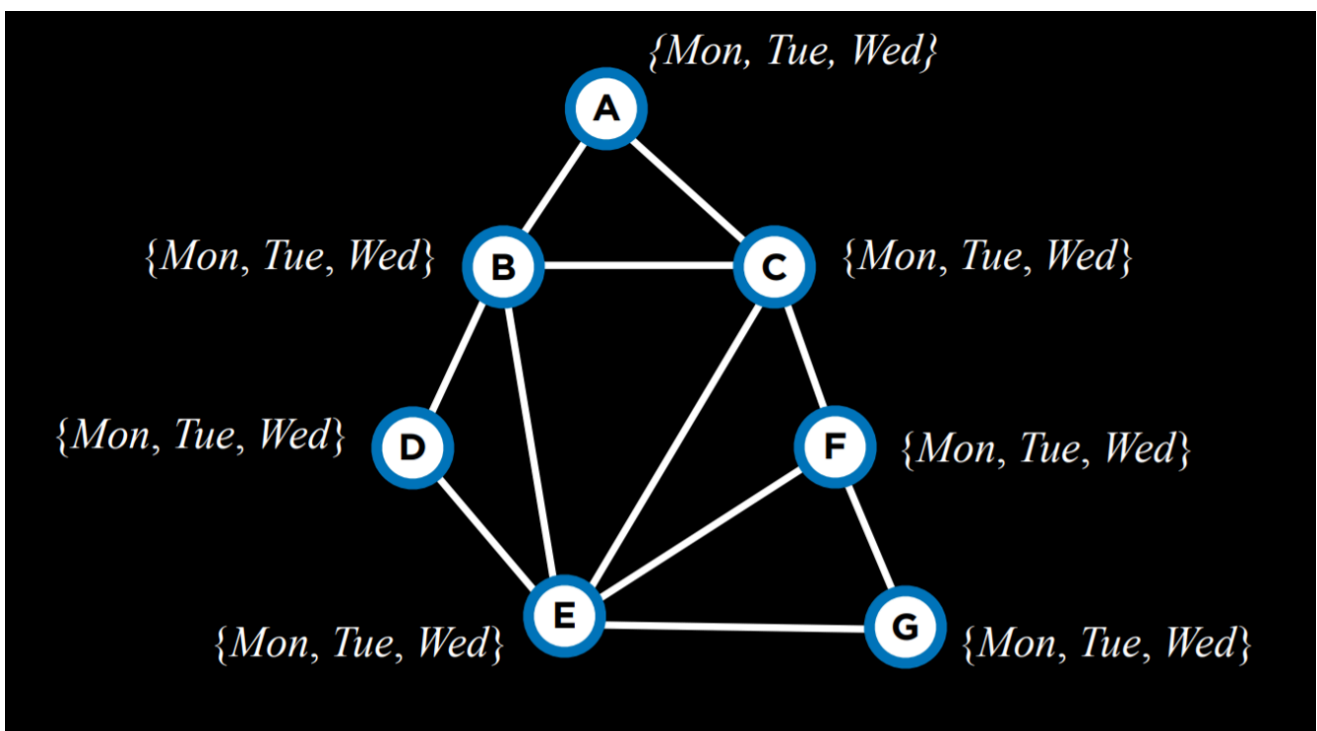 {Mon, Tue, Wed}
A
{Mon, Tue, Wed} B C {Mon, Tue, Wed}
{Mon, Tue, Wed} D F {Mon, Tue, Wed}
E
{Mon, Tue, Wed} G {Mon, Tue, Wed}